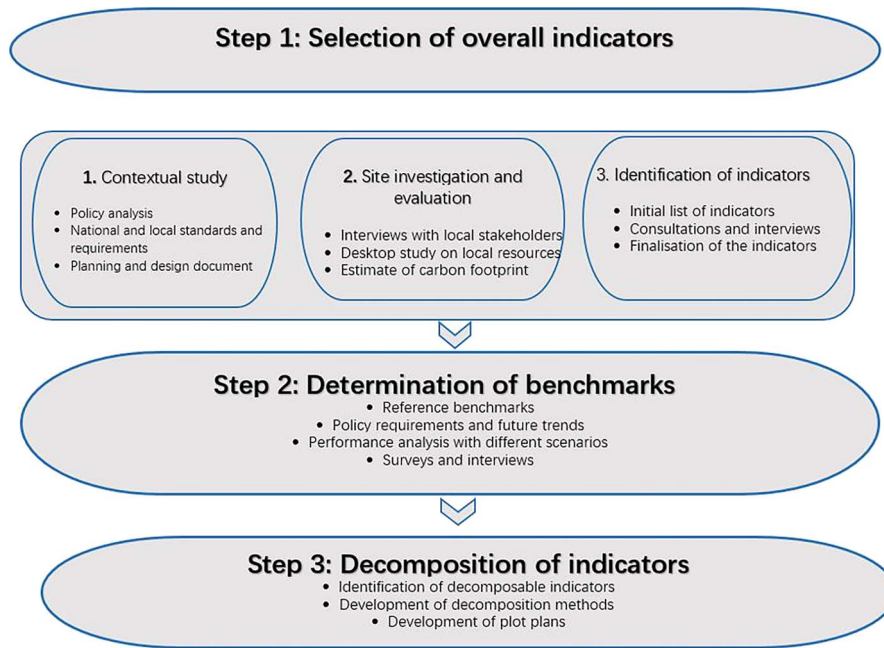 Step 1: Selection of overall indicators
1. Contextual study
• Policy analysis
• National and local standards and
requirements
• Planning and design document
2. Site investigation and
evaluation
• Interviews with local stakeholders
• Desktop study on local resources
• Estimate of carbon footprint
3. Identification of indicators
• Initial list of indicators
• Consultations and interviews
• Finalisation of the indicators
Step 2: Determination of benchmarks
• Reference benchmarks
• Policy requirements and future trends
• Performance analysis with different scenarios
• Surveys and interviews
Step 3: Decomposition of indicators
• Identification of decomposable indicators
• Development of decomposition methods
• Development of plot plans